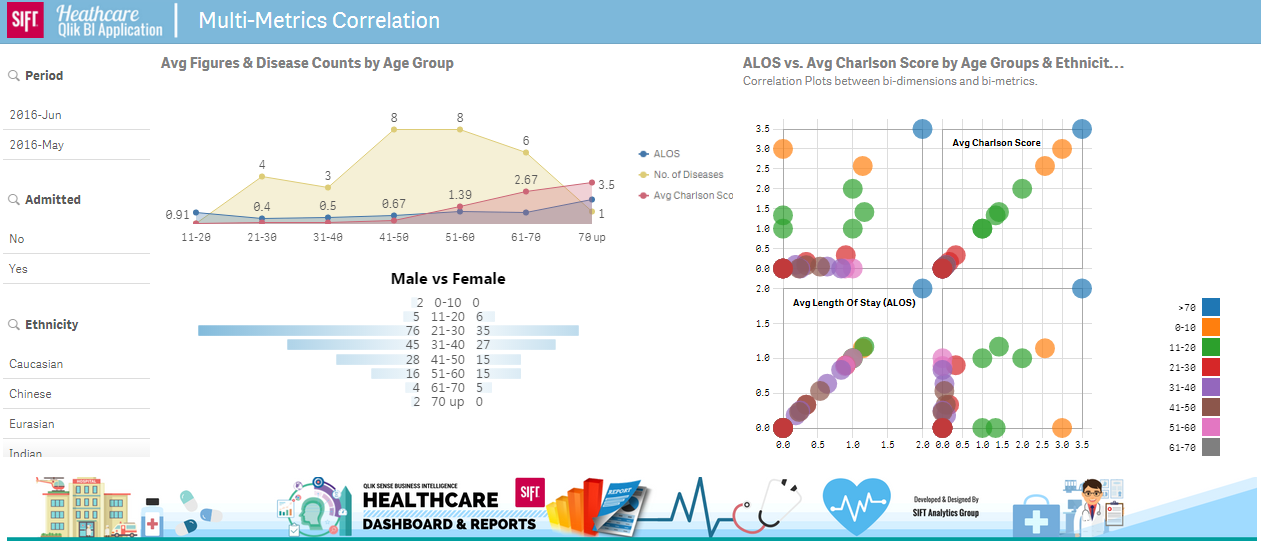 SIFT
Heathcare
Qlik BI Application
Multi-Metrics Correlation
Period
2016-Jun
2016-May
Admitted
No
Yes
Ethnicity
Caucasian
Chinese
Eurasian
Indian
Avg Figures & Disease Counts by Age Group
8 8
6
4
3
2.67
3.5
1.39
0.91 0.4 0.5 0.67
1
11-20 21-30 31-40 41-50 51-60 61-70 70 up
ALOS
No. of Diseases
Avg Charlson Sco
Male vs Female
2 0-10 0
5 11-20 6
76 21-30 35
45 31-40 27
28 41-50 15
16 51-60 15
4 61-70 5
2 70 up 0
ALOS vs. Avg Charlson Score by Age Groups & Ethnicit...
Correlation Plots between bi-dimensions and bi-metrics.
3.5
Avg Charlson Score
3.0
2.5
2.0
1.5
1.0
0.5
0.0
2.0
Avg Length Of Stay (ALOS)
1.5
1.0
0.5
0.0
0.0 0.5 1.0 1.5 2.0 0.0 0.5 1.0 1.5 2.0 2.5 3.0 3.5
>70
0-10
11-20
21-30
31-40
41-50
51-60
61-70
HOSPITAL
QLIK SENSE BUSINESS INTELLIGENCE
HEALTHCARE
SIFT
DASHBOARD & REPORTS
REPORT
Developed & Designed By
SIFT Analytics Group